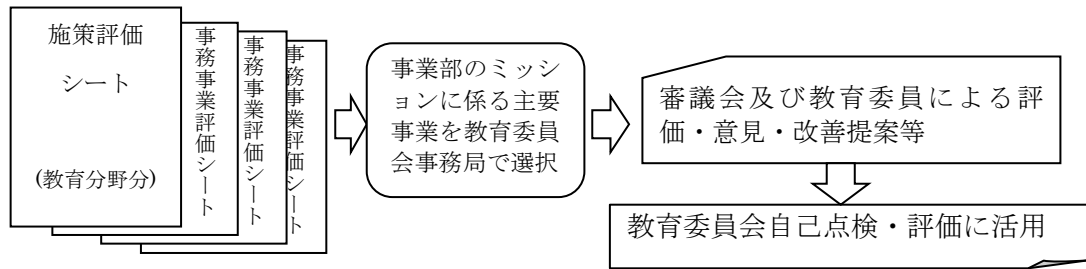 施策評価
シート
(教育分野分)
事務事業評価シート
事務事業評価シート
事務事業評価シート
事業部のミッシ
ョンに係る主要
事業を教育委員
会事務局で選択
審議会及び教育委員による評
価・意見・改善提案等
教育委員会自己点検・評価に活用